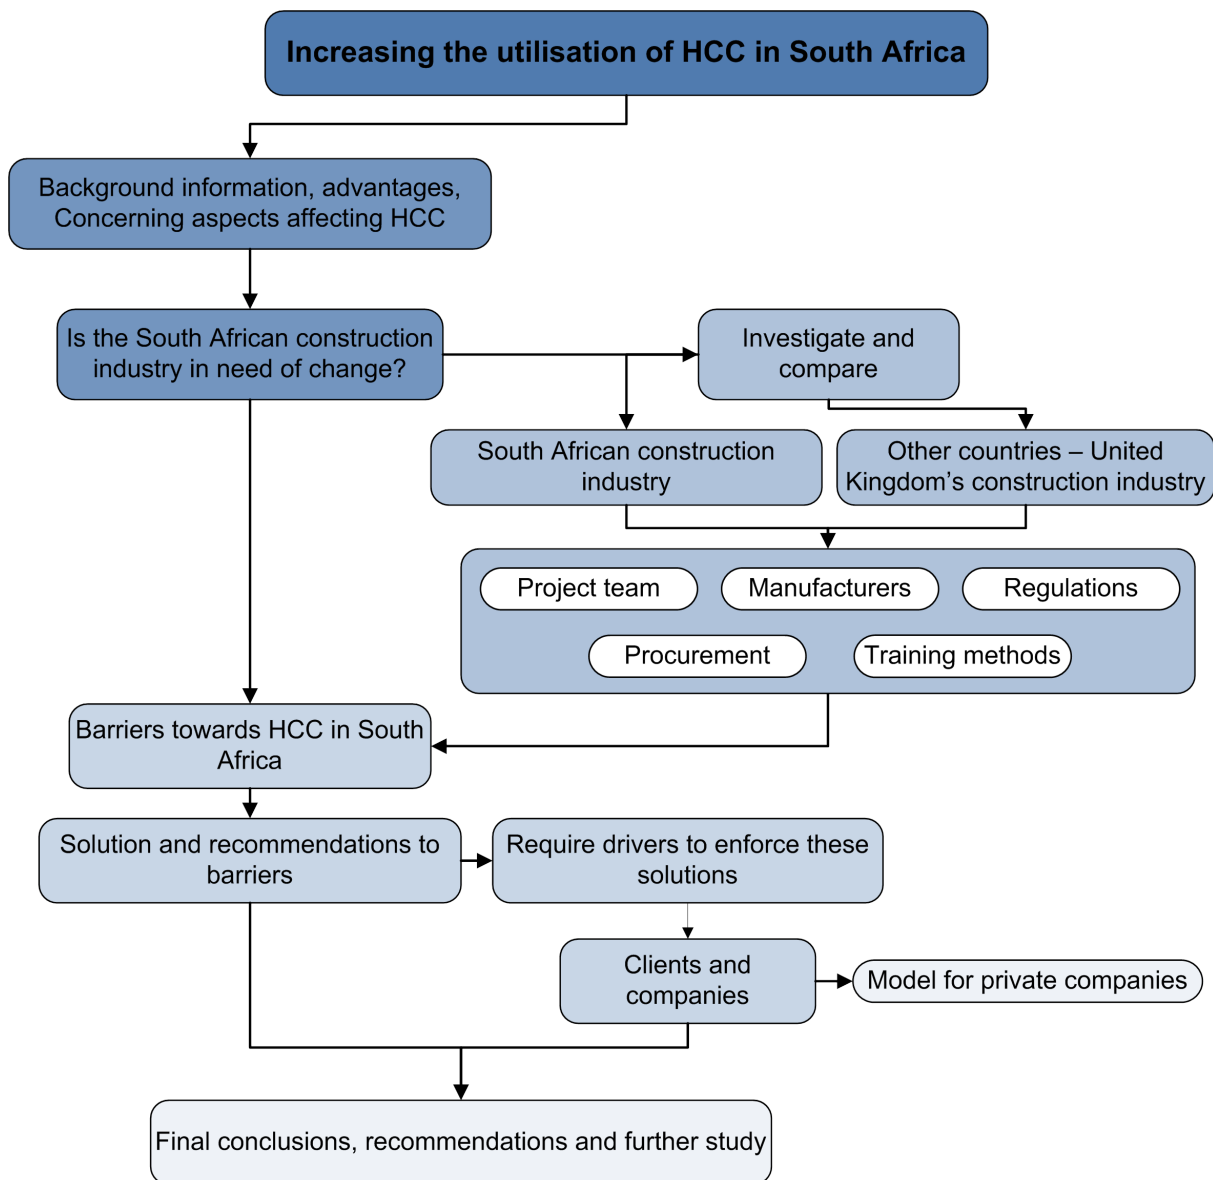 Increasing the utilisation of HCC in South Africa
Background information, advantages,
Concerning aspects affecting HCC
Is the South African construction
industry in need of change?
Investigate and
compare
South African construction
industry
Other countries – United
Kingdom’s construction industry
Project team
Manufacturers
Regulations
Procurement
Training methods
Barriers towards HCC in South
Africa
Solution and recommendations to
barriers
Require drivers to enforce these
solutions
Clients and
companies
Model for private companies
Final conclusions, recommendations and further study